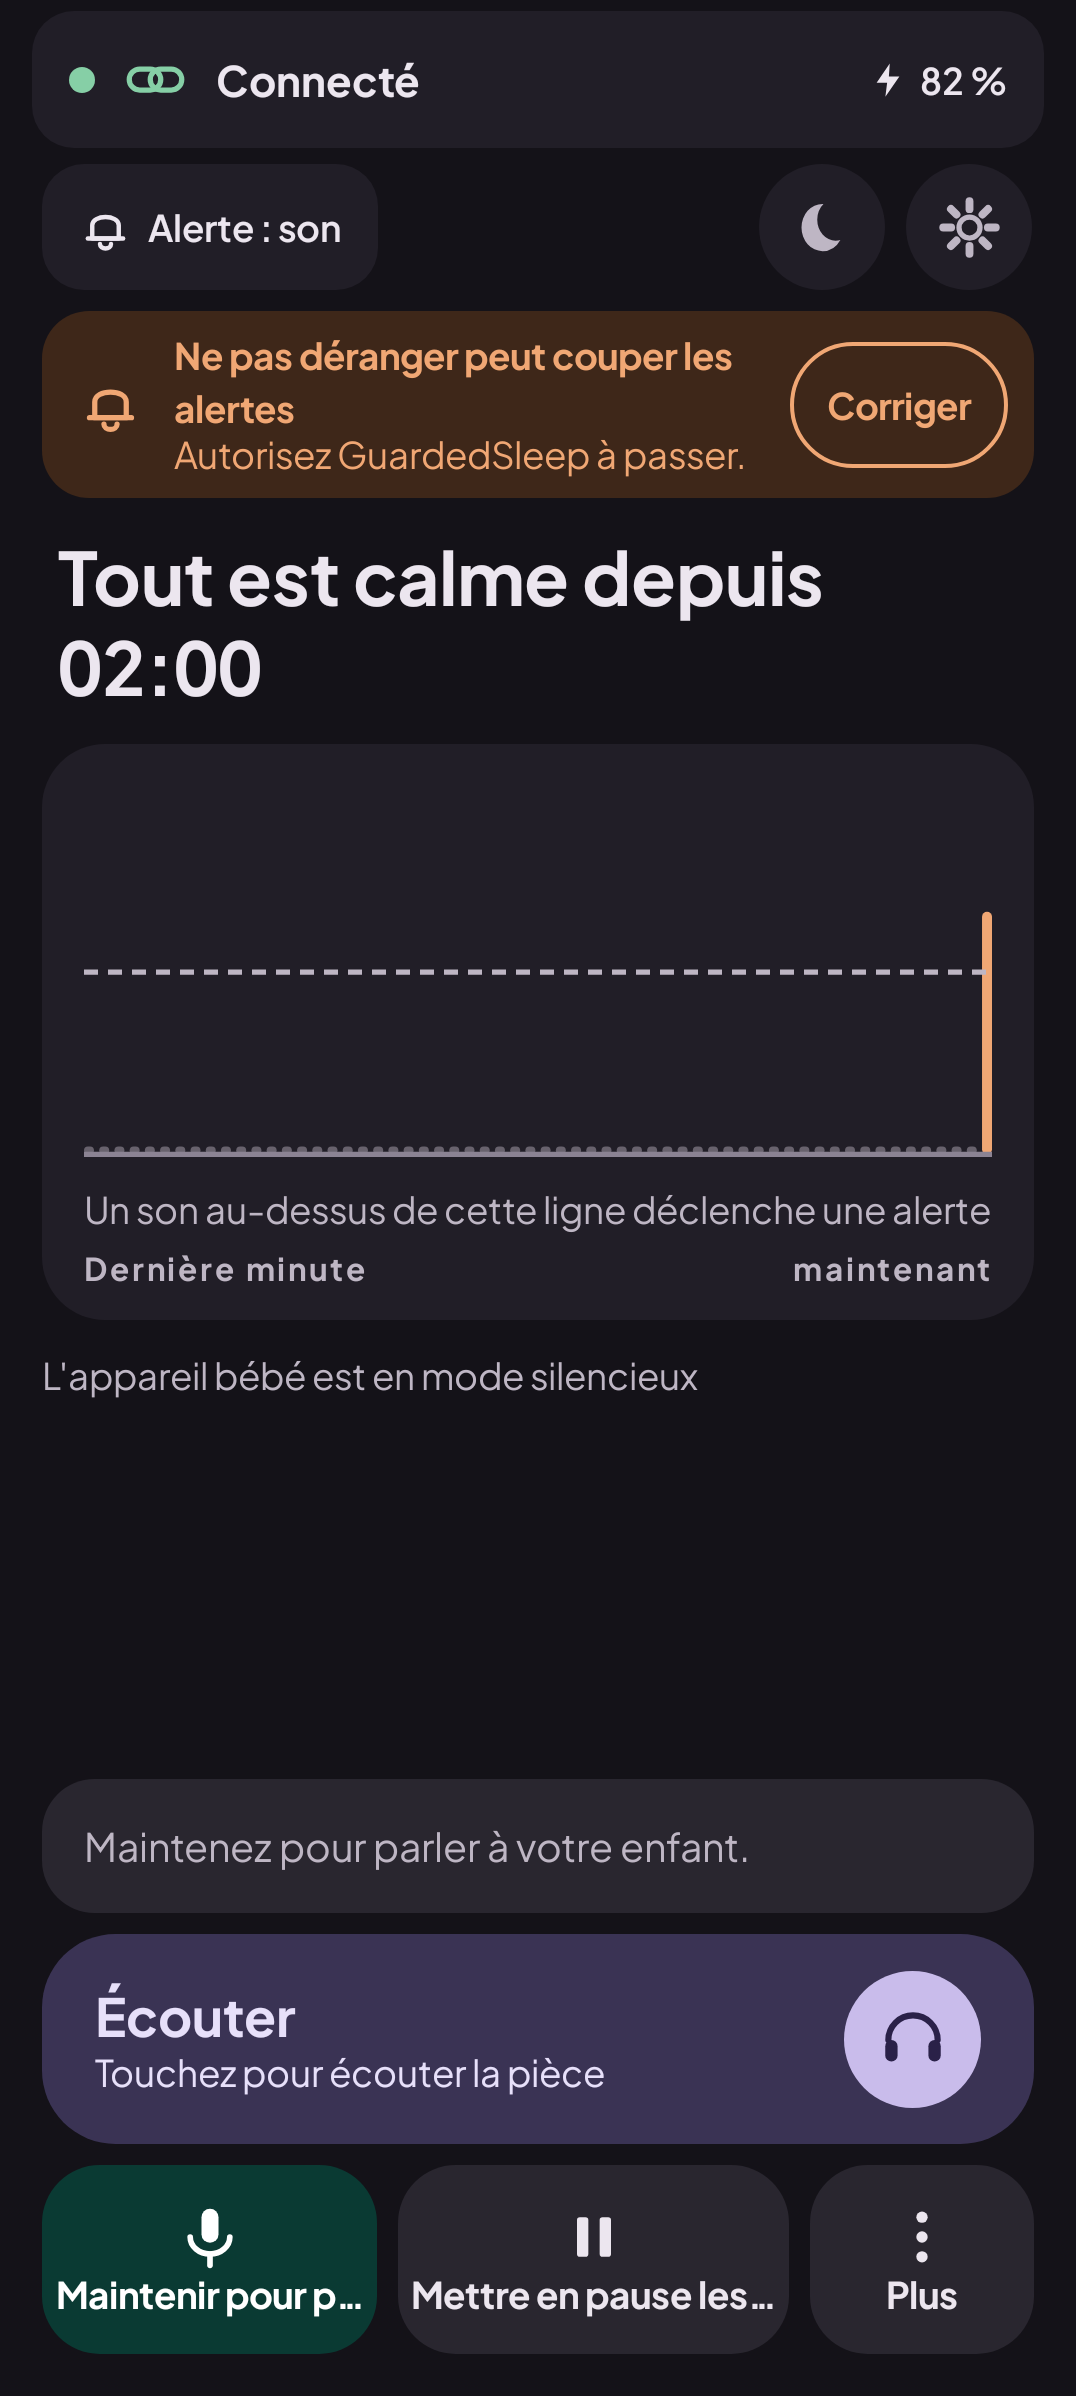 Connecté
82 %
Alerte : son
Ne pas déranger peut couper les
alertes
Autorisez GuardedSleep à passer.
Corriger
Tout est calme depuis
02:00
Un son au-dessus de cette ligne déclenche une alerte
Dernière minute
maintenant
L'appareil bébé est en mode silencieux
Maintenez pour parler à votre enfant.
Écouter
Touchez pour écouter la pièce
Maintenir pour p...
Mettre en pause les...
Plus